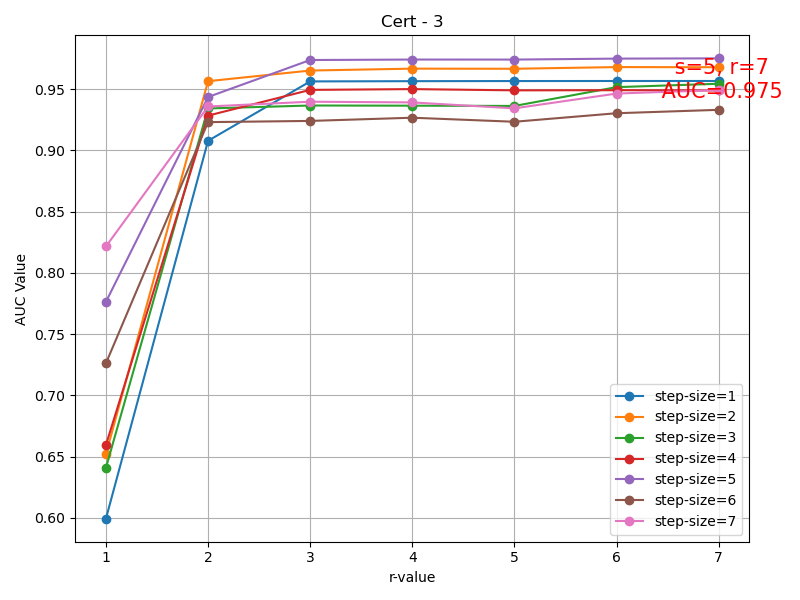 Cert - 3
s=5, r=7
AUC=0.975
0.95
0.90
0.85
0.80
0.75
0.70
0.65
0.60
AUC Value
step-size=1
step-size=2
step-size=3
step-size=4
step-size=5
step-size=6
step-size=7
1 2 3 4 5 6 7
r-value